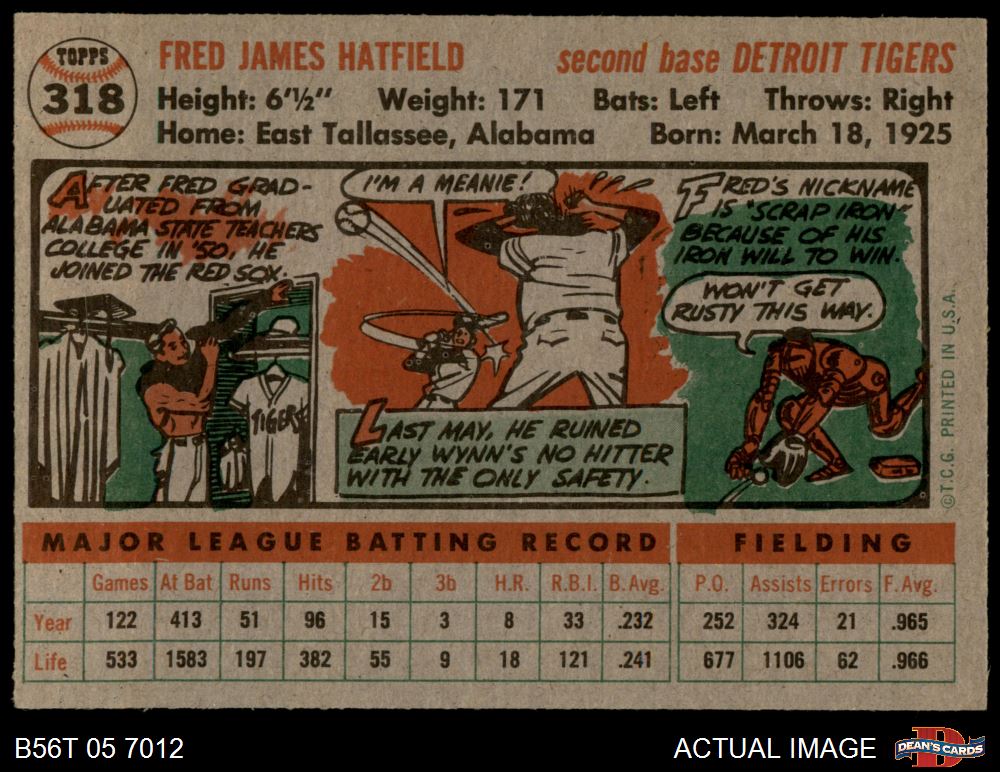 TOPPS
318
FRED JAMES HATFIELD second base DETROIT TIGERS
Height: 6'½" Weight: 171 Bats: Left Throws: Right
Home: East Tallassee, Alabama Born: March 18, 1925
AFTER FRED GRAD-
UATED FROM
ALABAMA STATE TEACHERS
COLLEGE IN '50, HE
JOINED THE RED SOX.
TIGERS
I'M A MEANIE!
LAST MAY, HE RUINED
EARLY WYNN'S NO HITTER
WITH THE ONLY SAFETY.
FRED'S NICKNAME
IS "SCRAP IRON"
BECAUSE OF HIS
IRON WILL TO WIN.
WON'T GET
RUSTY THIS WAY.
©T.C.G. PRINTED IN U.S.A.
MAJOR LEAGUE BATTING RECORD FIELDING
Games At Bat Runs Hits 2b 3b H.R. R.B.I. B.Avg. P.O. Assists Errors F.Avg.
Year 122 413 51 96 15 3 8 33 .232 252 324 21 .965
Life 533 1583 197 382 55 9 18 121 .241 677 1106 62 .966
B56T 05 7012 ACTUAL IMAGE
D
DEAN'S CARDS